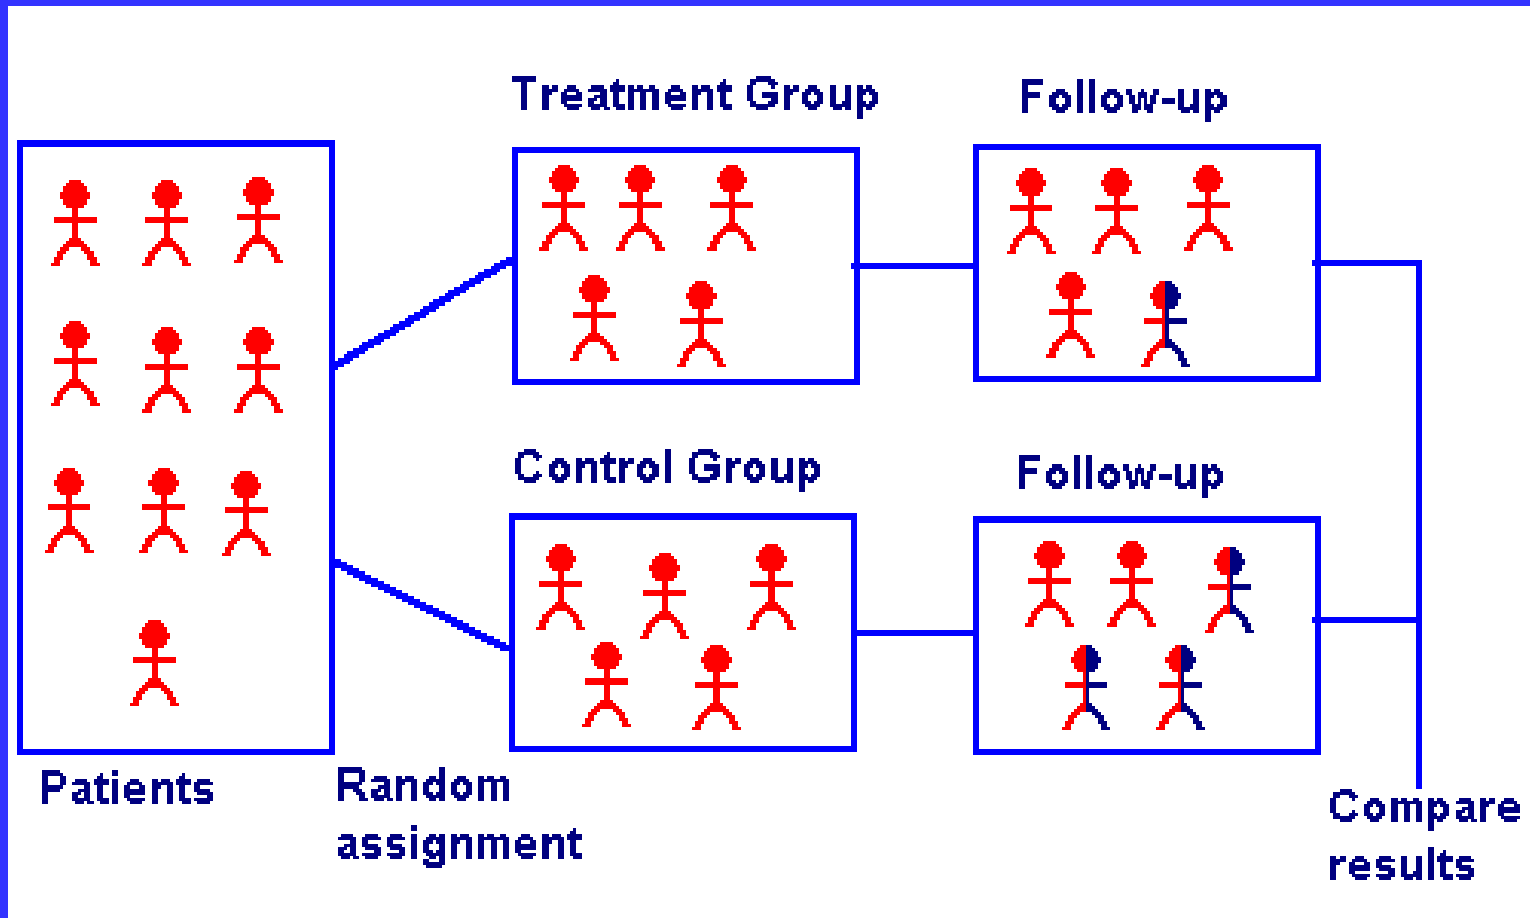 Treatment Group
Follow-up
Control Group
Follow-up
Patients
Random
assignment
Compare
results